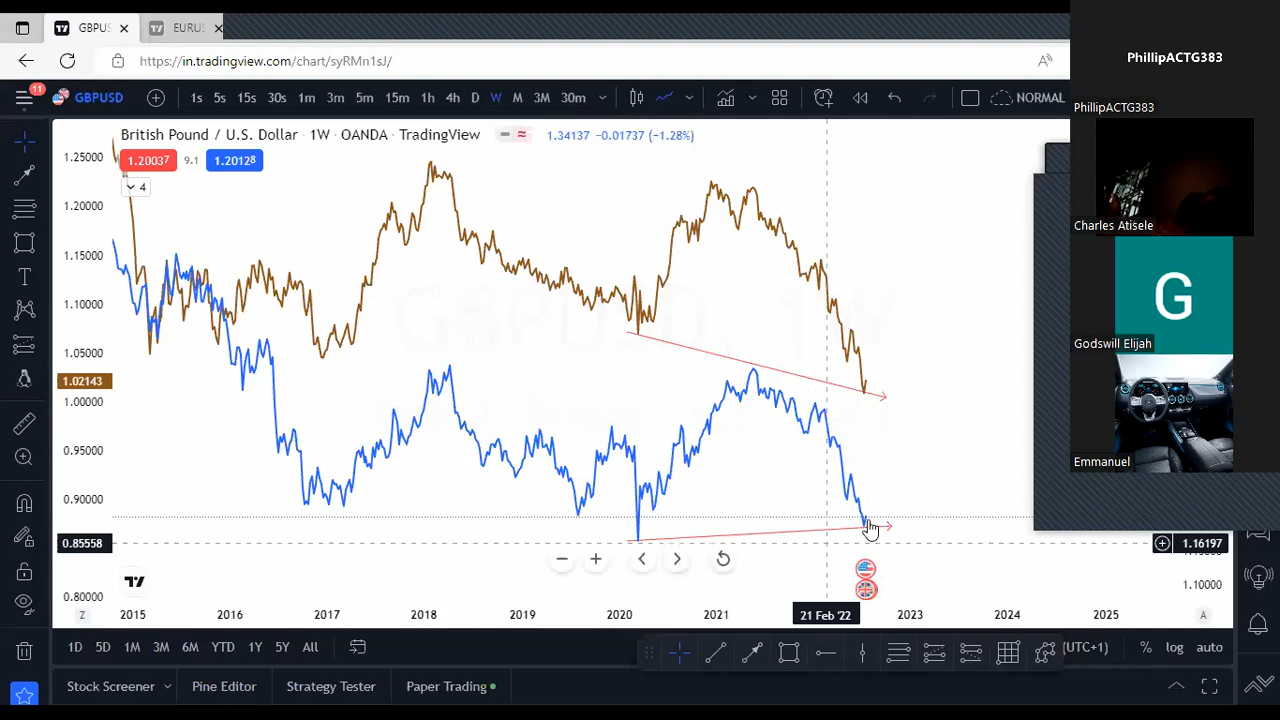 GBPUS
EURU
https://in.tradingview.com/chart/syRMn1sJ/
A
PhillipACTG383
11
GBPUSD
1s 5s 15s 30s 1m 3m 5m 15m 1h 4h D W M 3M 30m
NORMAL
PhillipACTG383
British Pound / U.S. Dollar · 1W · OANDA · TradingView
1.34137 −0.01737 (−1.28%)
1.20037 9.1 1.20128
4
1.25000
1.20000
1.15000
1.10000
1.05000
1.02143
1.00000
0.95000
0.90000
0.85558
0.80000
GBPUSD, 1W
Charles Atisele
G
Godswill Elijah
Emmanuel
1.16197
1.10000
Z 2015 2016 2017 2018 2019 2020 2021 21 Feb '22 2023 2024 2025 A
1D 5D 1M 3M 6M YTD 1Y 5Y All
(UTC+1) % log auto
Stock Screener Pine Editor Strategy Tester Paper Trading